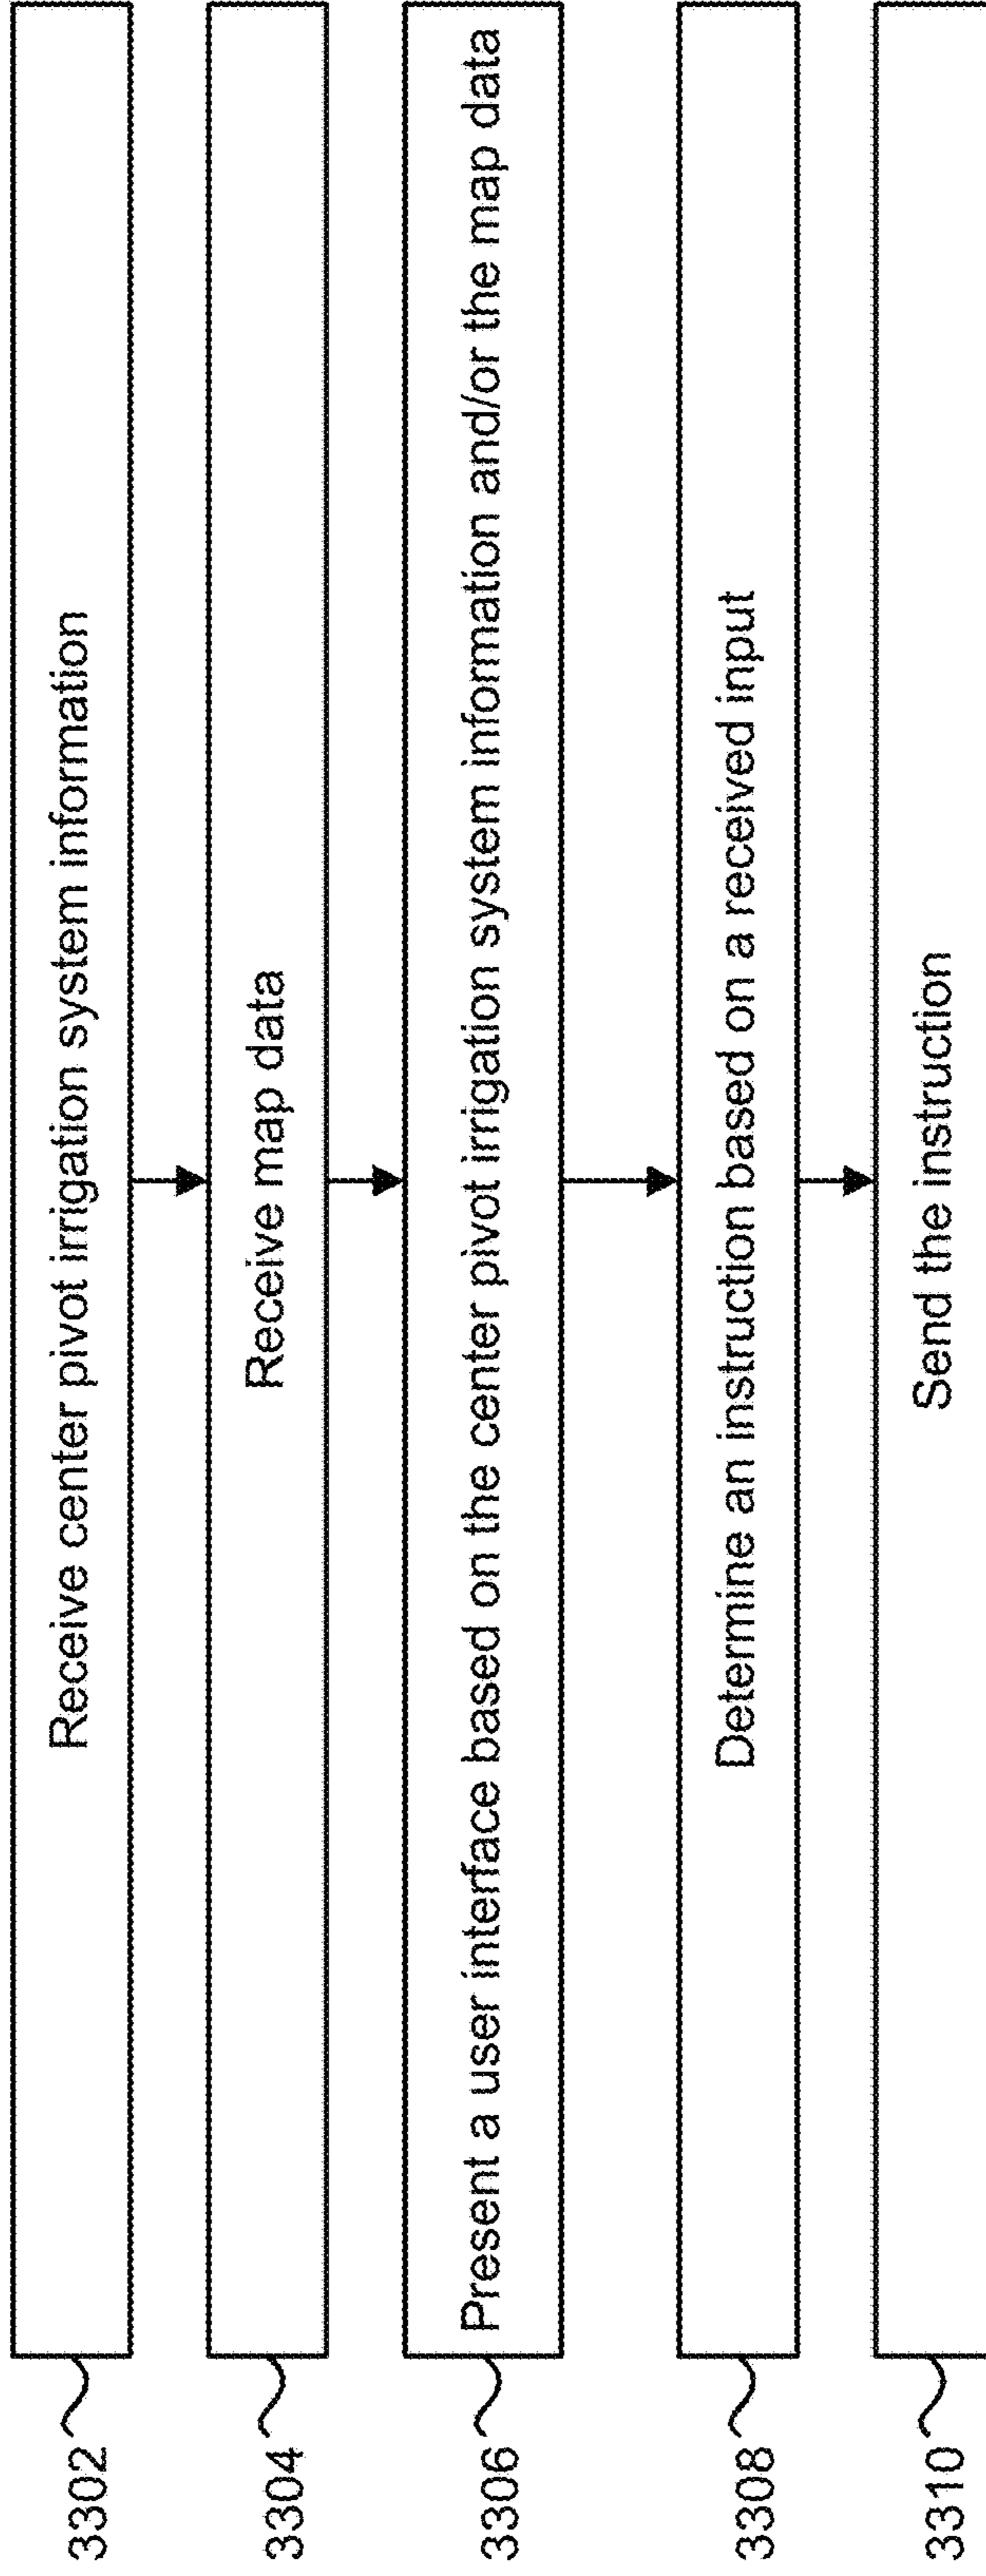 3302
Receive center pivot irrigation system information
3304
Receive map data
3306
Present a user interface based on the center pivot irrigation system information and/or the map data
3308
Determine an instruction based on a received input
3310
Send the instruction